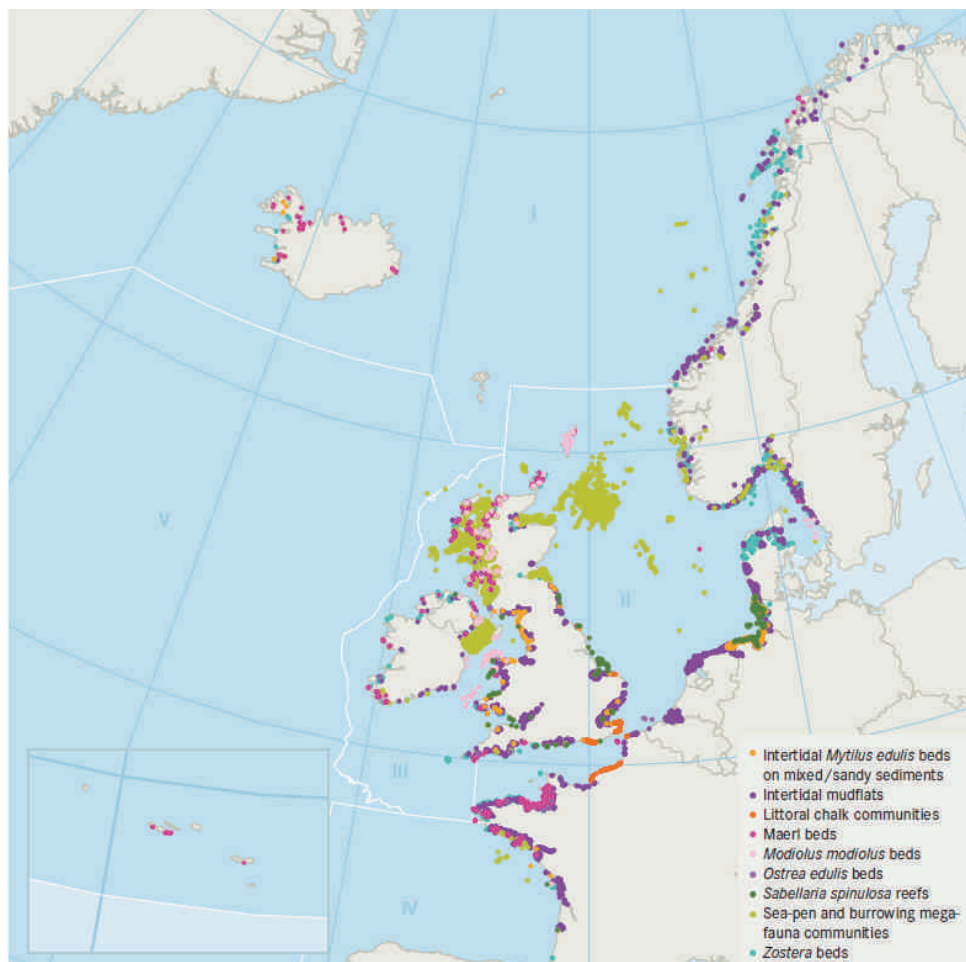 I
V
II
III
IV
Intertidal Mytilus edulis beds
on mixed/sandy sediments
Intertidal mudflats
Littoral chalk communities
Maerl beds
Modiolus modiolus beds
Ostrea edulis beds
Sabellaria spinulosa reefs
Sea-pen and burrowing mega-
fauna communities
Zostera beds